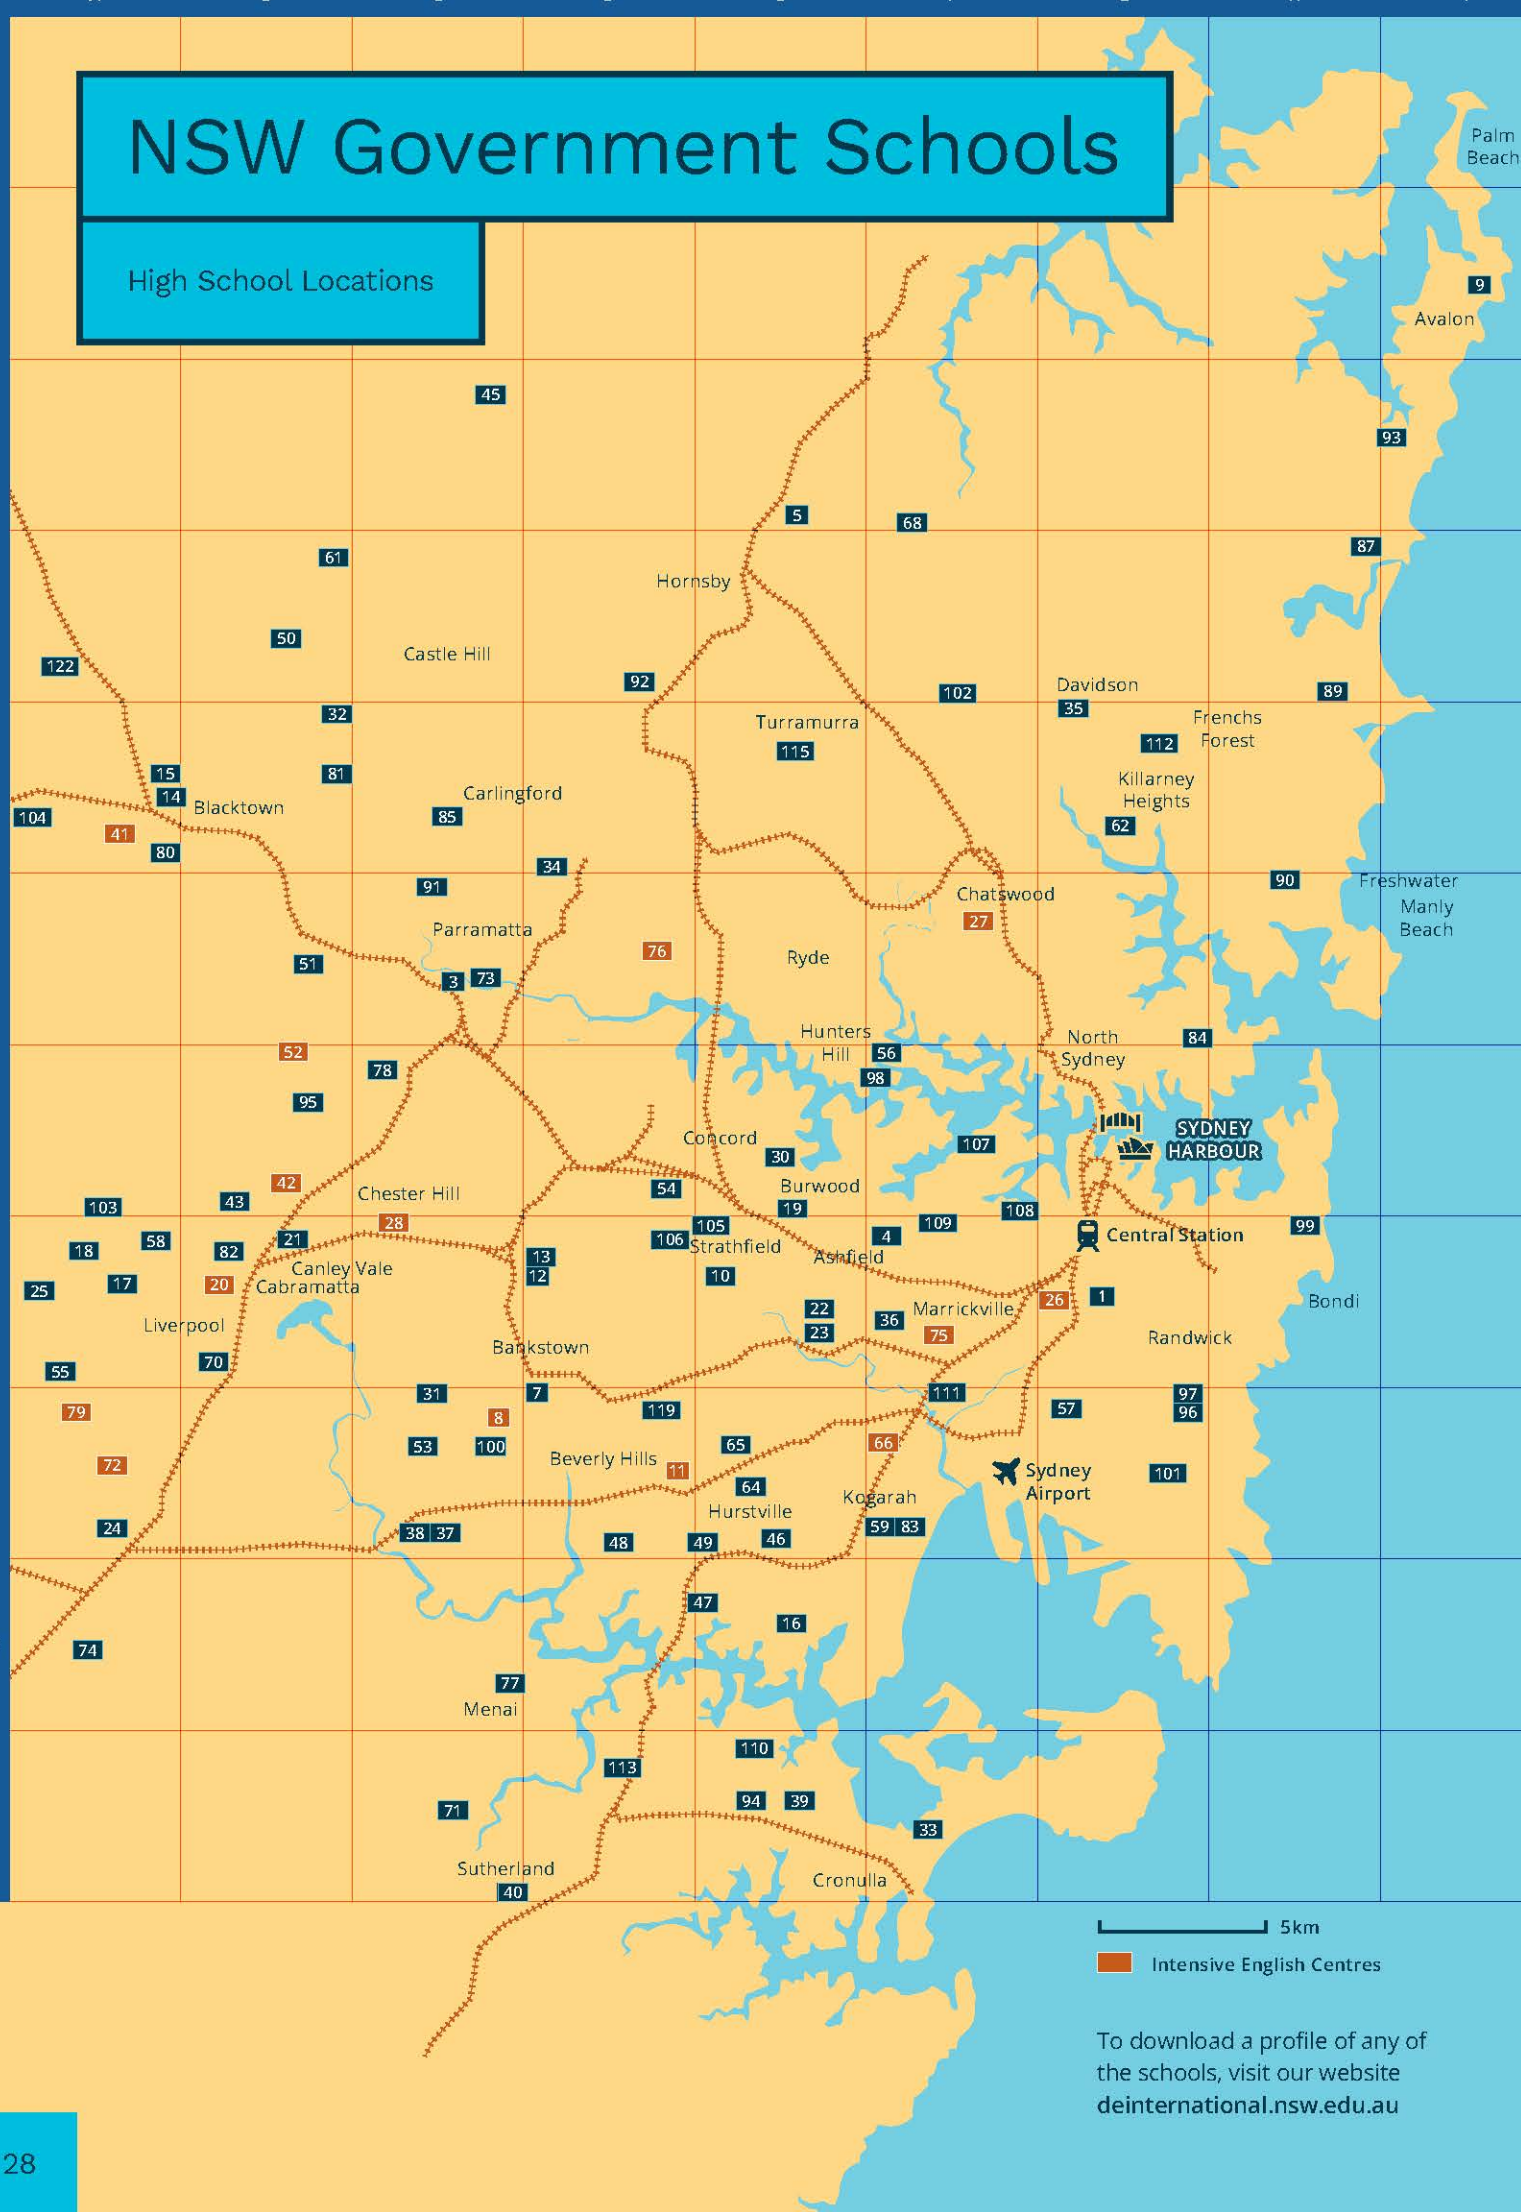 NSW Government Schools
High School Locations
Palm
Beach
9
Avalon
45
93
5
68
87
61
Hornsby
50
Castle Hill
122
92
102
Davidson
89
35
32
Frenchs
Forest
Turramurra
112
115
15
81
Killarney
Heights
14
Carlingford
Blacktown
104
85
62
41
80
34
90
Freshwater
91
Chatswood
Manly
Beach
27
Parramatta
76
Ryde
51
3
73
Hunters
Hill
North
Sydney
84
52
56
78
98
95
SYDNEY
HARBOUR
Concord
107
30
42
Chester Hill
54
Burwood
43
103
19
108
28
105
109
99
58
21
106
Strathfield
4
Central Station
18
82
13
Ashfield
Canley Vale
12
10
17
20
Cabramatta
25
26
1
Bondi
22
Marrickville
36
Liverpool
23
75
Randwick
Bankstown
70
55
31
7
111
97
79
8
119
57
96
53
100
65
66
72
Beverly Hills
11
Sydney
Airport
101
64
Kogarah
Hurstville
24
38
37
59
83
48
49
46
47
16
74
77
Menai
110
113
71
94
39
33
Sutherland
Cronulla
40
5km
Intensive English Centres
To download a profile of any of
the schools, visit our website
deinternational.nsw.edu.au
28